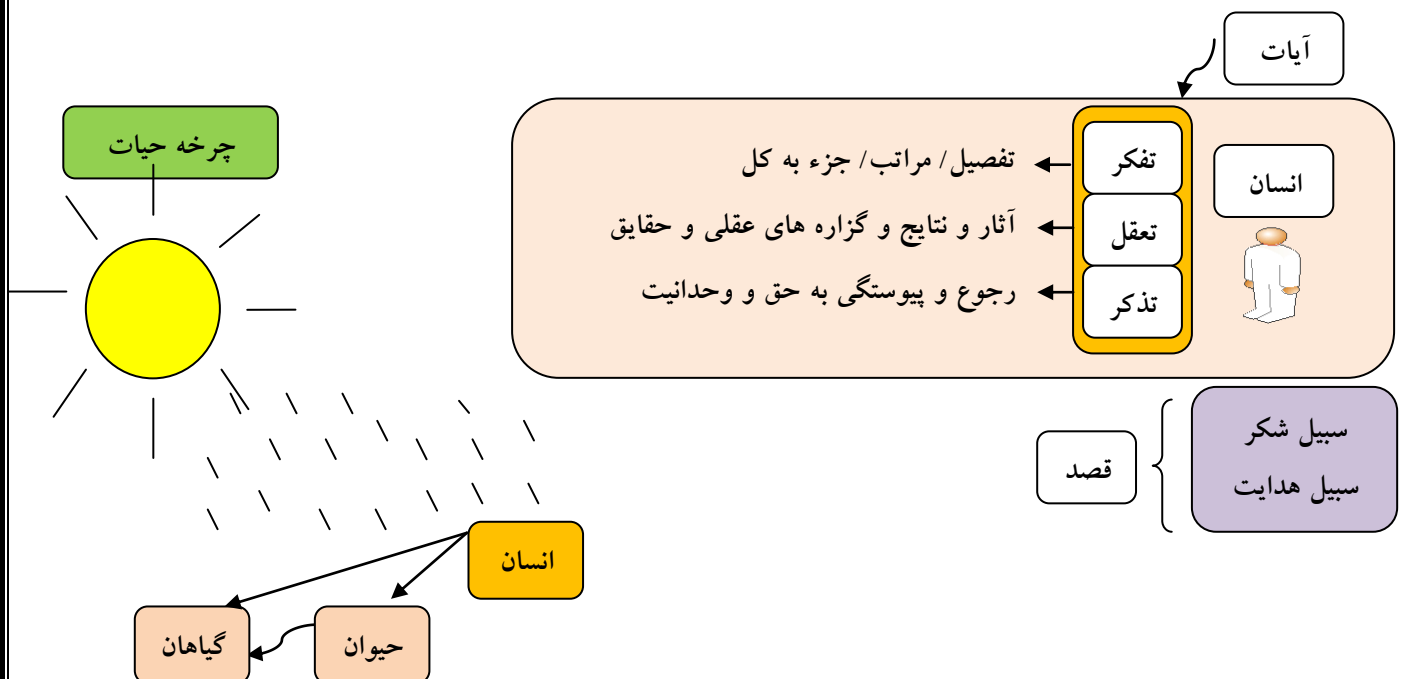 آیات
انسان
تفکر
تفصیل/ مراتب/ جزء به کل
تعقل
آثار و نتایج و گزاره های عقلی و حقایق
تذکر
رجوع و پیوستگی به حق و وحدانیت
سبیل شکر
سبیل هدایت
قصد
چرخه حیات
انسان
حیوان
گیاهان